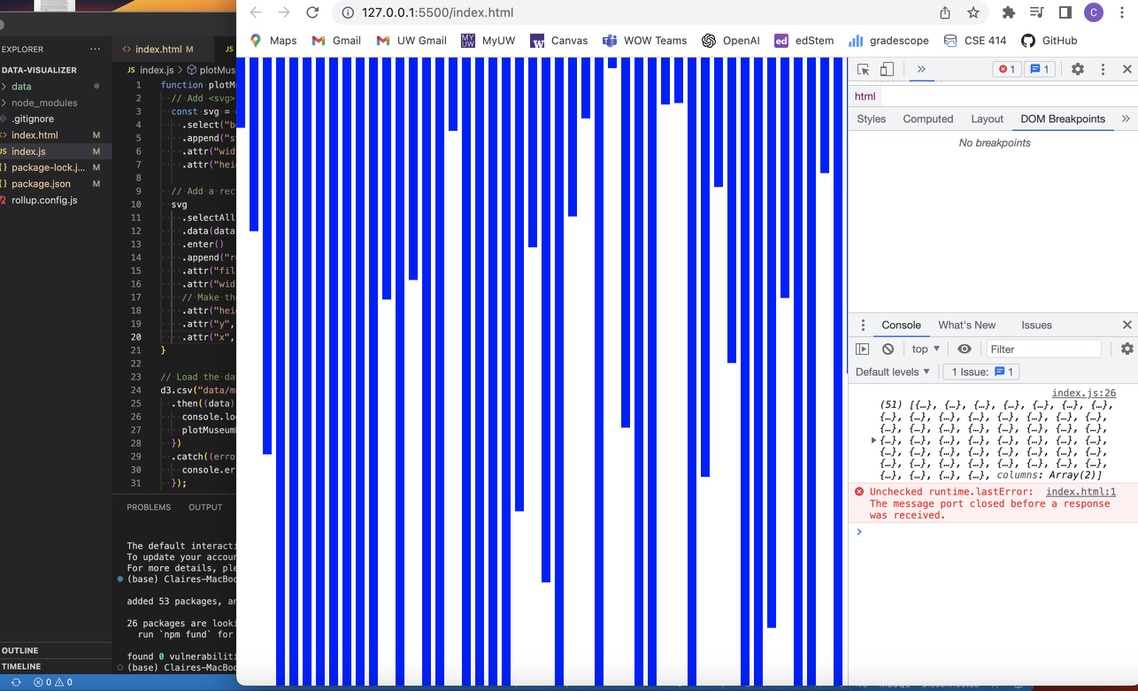 127.0.0.1:5500/index.html
C
Maps Gmail UW Gmail MyUW Canvas WOW Teams OpenAI edStem gradescope CSE 414 GitHub
EXPLORER
DATA-VISUALIZER
data
node_modules
.gitignore
index.html M
index.js M
package-lock.j... M
package.json M
rollup.config.js
OUTLINE
TIMELINE
0 0
index.html M JS
JS index.js > plotMus
1 function plotM
2 // Add <svg>
3 const svg =
4 .select("b
5 .append("s
6 .attr("wid
7 .attr("hei
8
9 // Add a rec
10 svg
11 .selectAll
12 .data(data
13 .enter()
14 .append("r
15 .attr("fil
16 .attr("wid
17 // Make th
18 .attr("hei
19 .attr("y",
20 .attr("x",
21 }
22
23 // Load the da
24 d3.csv("data/m
25 .then((data)
26 console.lo
27 plotMuseum
28 })
29 .catch((erro
30 console.er
31 });
PROBLEMS OUTPUT
The default interacti
To update your accoun
For more details, ple
(base) Claires-MacBoo
added 53 packages, an
26 packages are looki
run `npm fund` for
found 0 vulnerabiliti
(base) Claires-MacBoo
» 1 1
html
Styles Computed Layout DOM Breakpoints »
No breakpoints
Console What's New Issues
top ▼ Filter
Default levels ▼ 1 Issue: 1
index.js:26
(51) [{…}, {…}, {…}, {…}, {…}, {…}, {…},
{…}, {…}, {…}, {…}, {…}, {…}, {…}, {…},
{…}, {…}, {…}, {…}, {…}, {…}, {…}, {…},
{…}, {…}, {…}, {…}, {…}, {…}, {…}, {…},
{…}, {…}, {…}, {…}, {…}, {…}, {…}, {…},
{…}, {…}, {…}, {…}, {…}, {…}, {…}, {…},
{…}, {…}, {…}, {…}, columns: Array(2)]
Unchecked runtime.lastError: index.html:1
The message port closed before a response
was received.
>